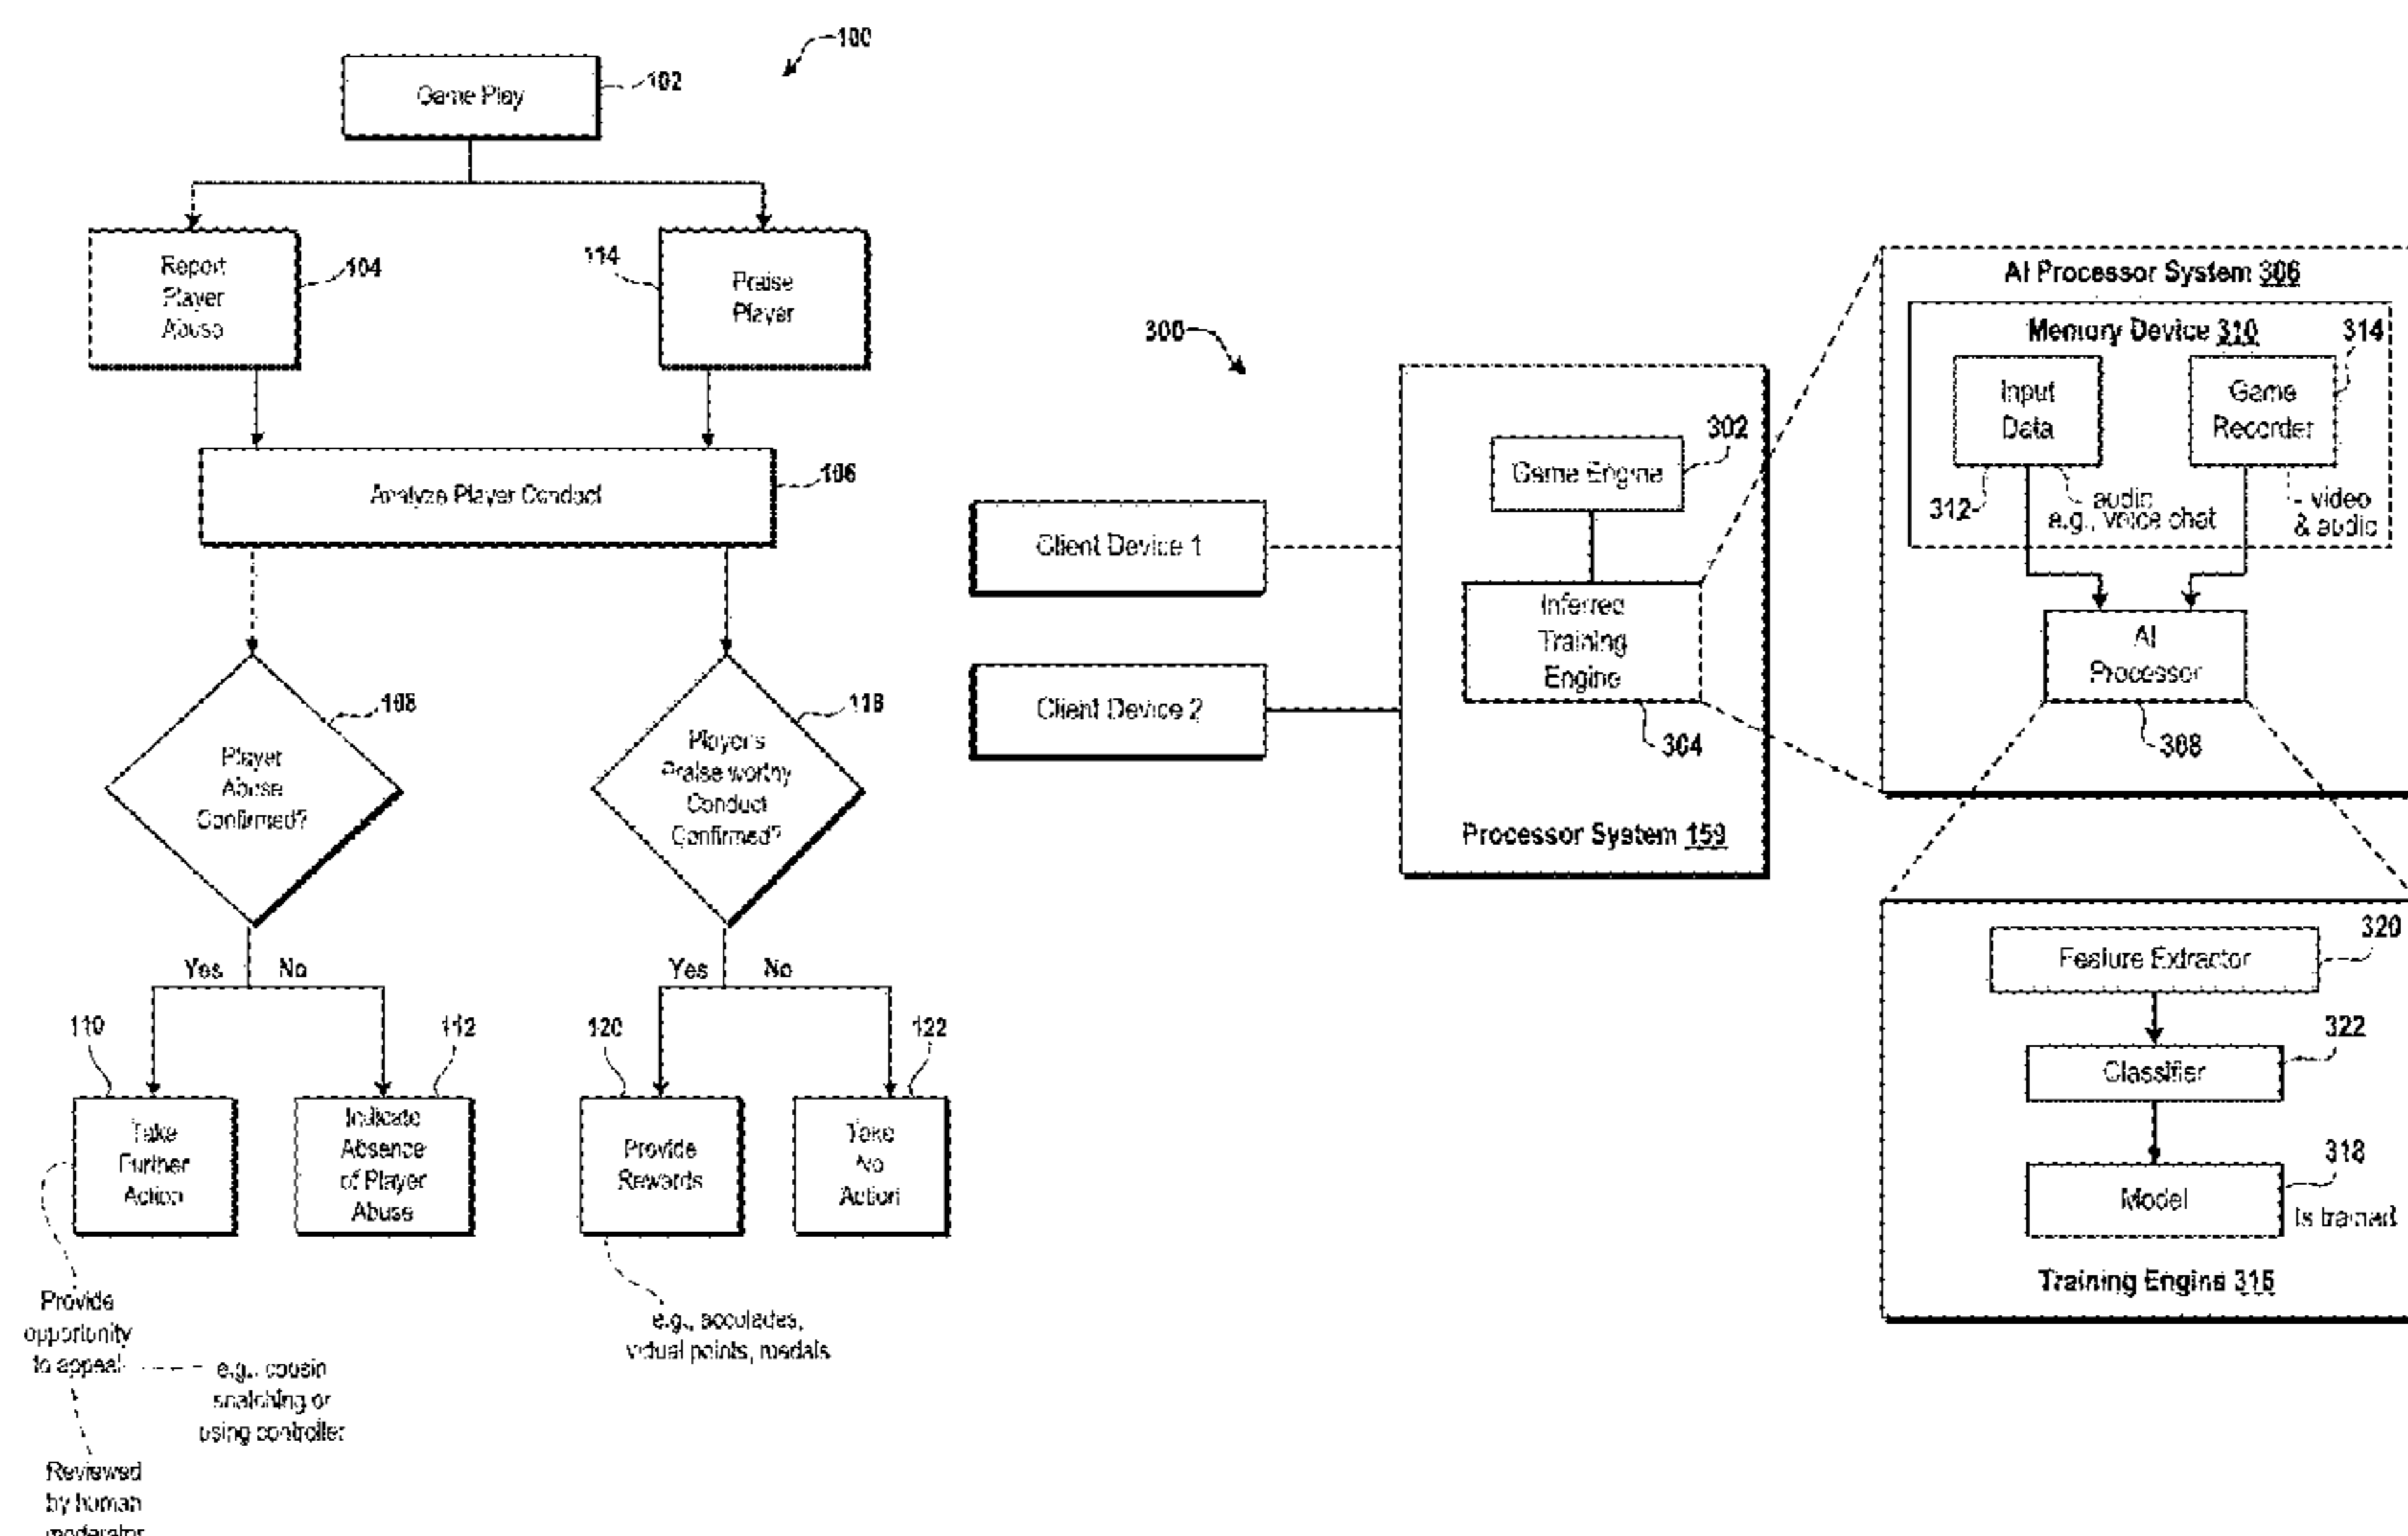 100
Game Play
102
Report
Player
Abuse
104
114
Praise
Player
Analyze Player Conduct
106
Player
Abuse
Confirmed?
108
Player's
Praise worthy
Conduct
Confirmed?
118
Yes
No
Yes
No
110
112
120
122
Take
Further
Action
Indicate
Absence
of Player
Abuse
Provide
Rewards
Take
No
Action
Provide
opportunity
to appeal
e.g., cousin
snatching or
using controller
Reviewed
by human
moderator
e.g., accolades,
virtual points, medals
300
Client Device 1
Client Device 2
Game Engine
302
Inferred
Training
Engine
304
Processor System 159
AI Processor System 306
Memory Device 310
314
Input
Data
Game
Recorder
312
audio
e.g., voice chat
- video
& audio
AI
Processor
308
320
Feature Extractor
322
Classifier
318
Model
is trained
Training Engine 316